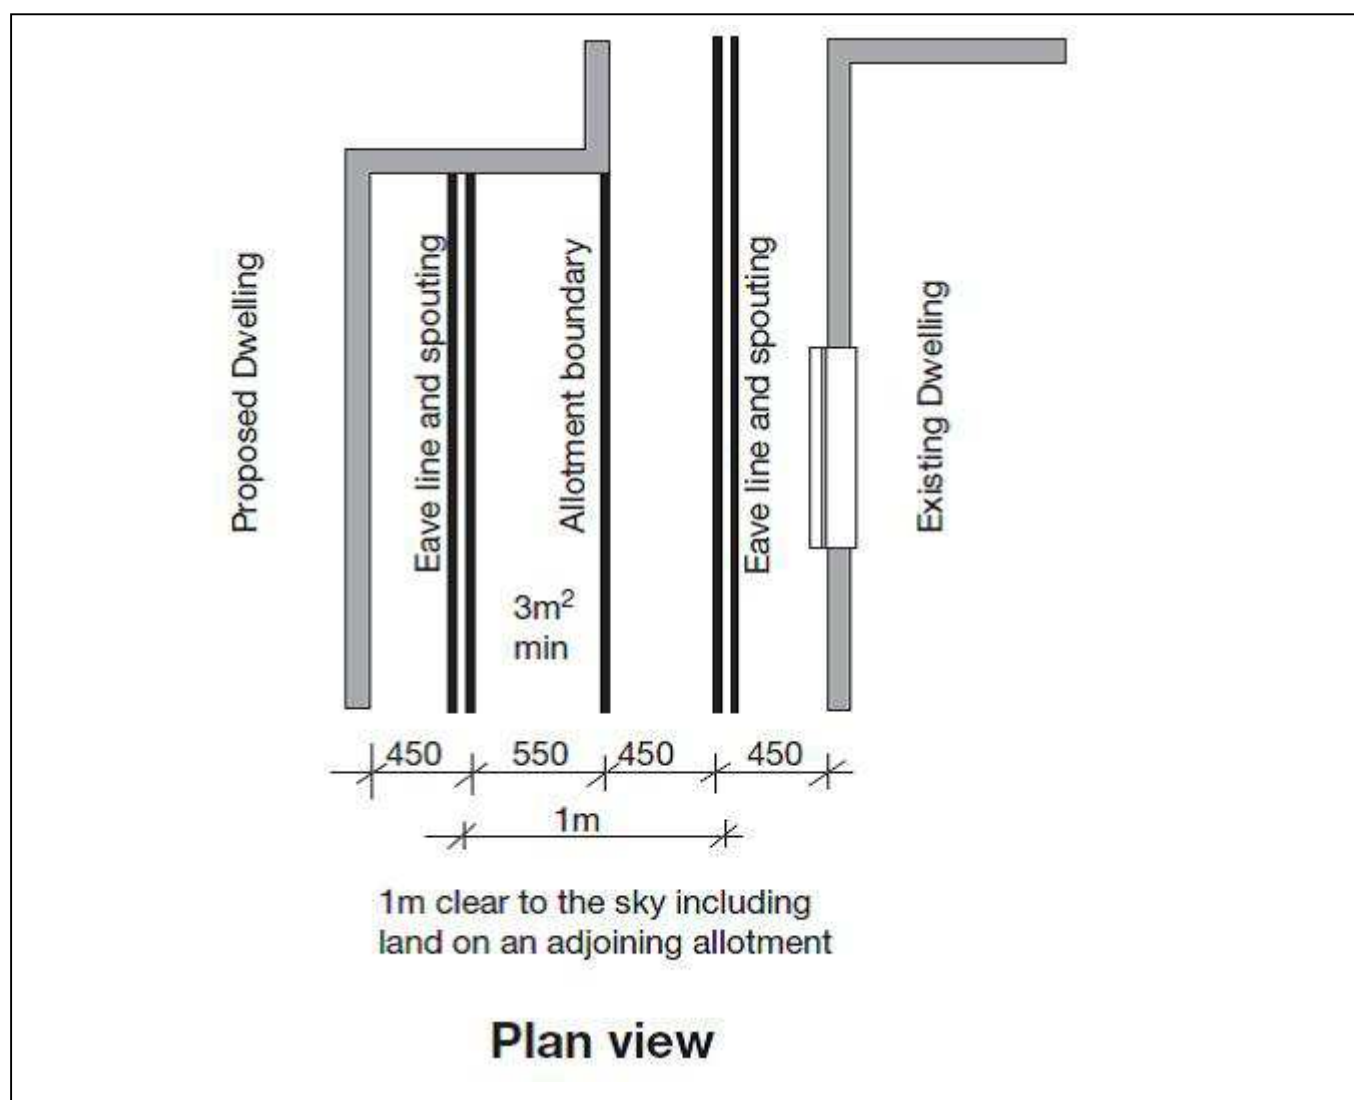 Proposed Dwelling
Eave line and spouting
Allotment boundary
Eave line and spouting
Existing Dwelling
3m²
min
450 550 450 450
1m
1m clear to the sky including
land on an adjoining allotment
Plan view